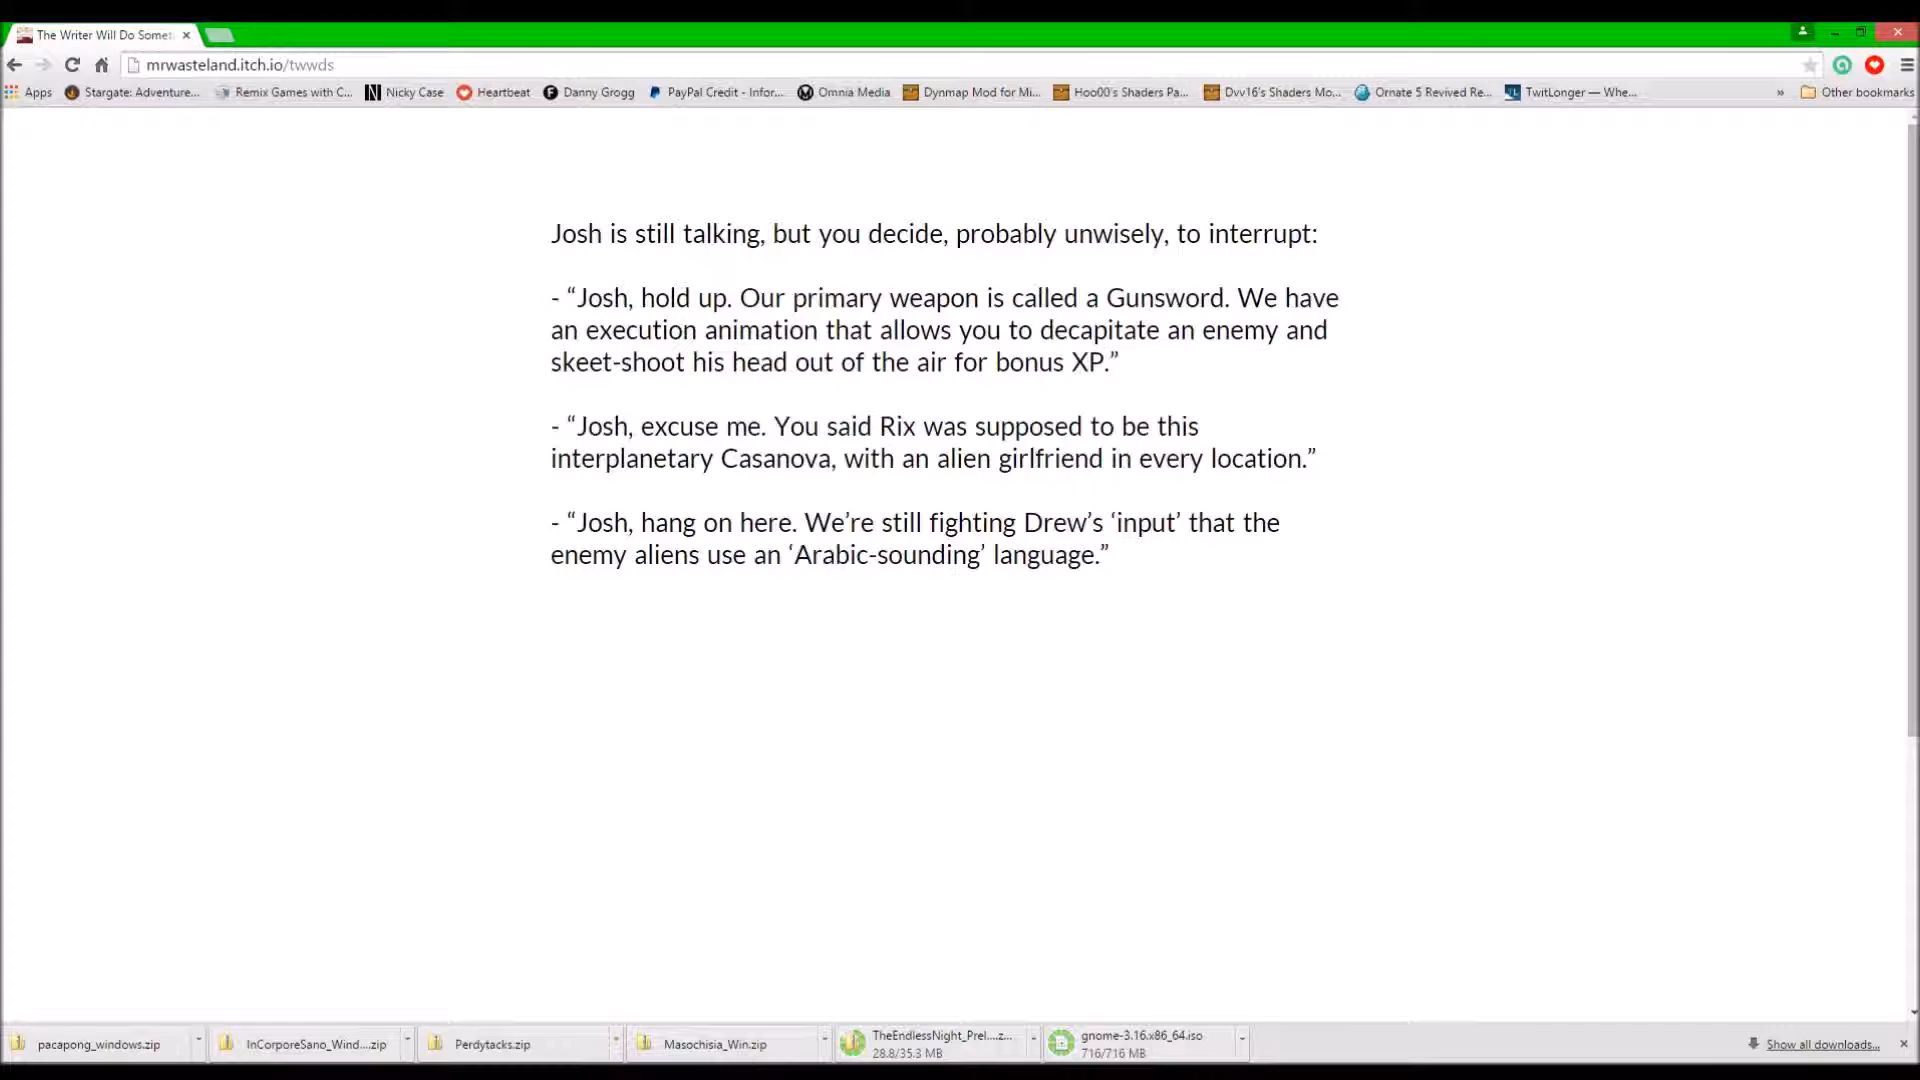 The Writer Will Do Somet
mrwasteland.itch.io/twwds
Apps Stargate: Adventure... Remix Games with C... Nicky Case Heartbeat Danny Grogg PayPal Credit - Infor... Omnia Media Dynmap Mod for Mi... Hoo00's Shaders Pa... Dvv16's Shaders Mo... Ornate 5 Revived Re... TwitLonger — Whe... » Other bookmarks
Josh is still talking, but you decide, probably unwisely, to interrupt:
- “Josh, hold up. Our primary weapon is called a Gunsword. We have
an execution animation that allows you to decapitate an enemy and
skeet-shoot his head out of the air for bonus XP.”
- “Josh, excuse me. You said Rix was supposed to be this
interplanetary Casanova, with an alien girlfriend in every location.”
- “Josh, hang on here. We’re still fighting Drew’s ‘input’ that the
enemy aliens use an ‘Arabic-sounding’ language.”
pacapong_windows.zip InCorporeSano_Wind....zip Perdytacks.zip Masochisia_Win.zip TheEndlessNight_Prel....z... gnome-3.16.x86_64.iso Show all downloads...
28.8/35.3 MB 716/716 MB